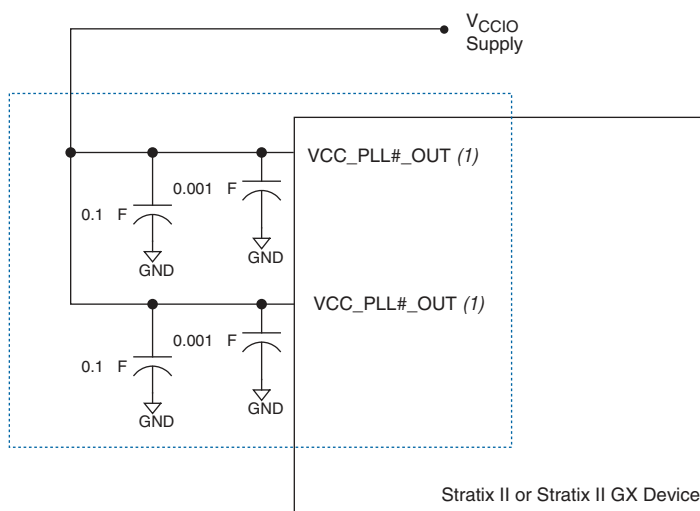 VCCIO
Supply
VCC_PLL#_OUT (1)
0.001 F
0.1 F
GND
GND
VCC_PLL#_OUT (1)
0.001 F
0.1 F
GND
GND
Stratix II or Stratix II GX Device